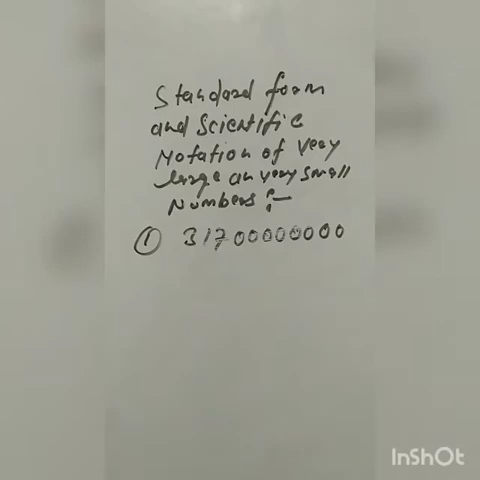 Standard form
and Scientific
Notation of very
large an very small
Numbers :-
① 31700000000
InShOt